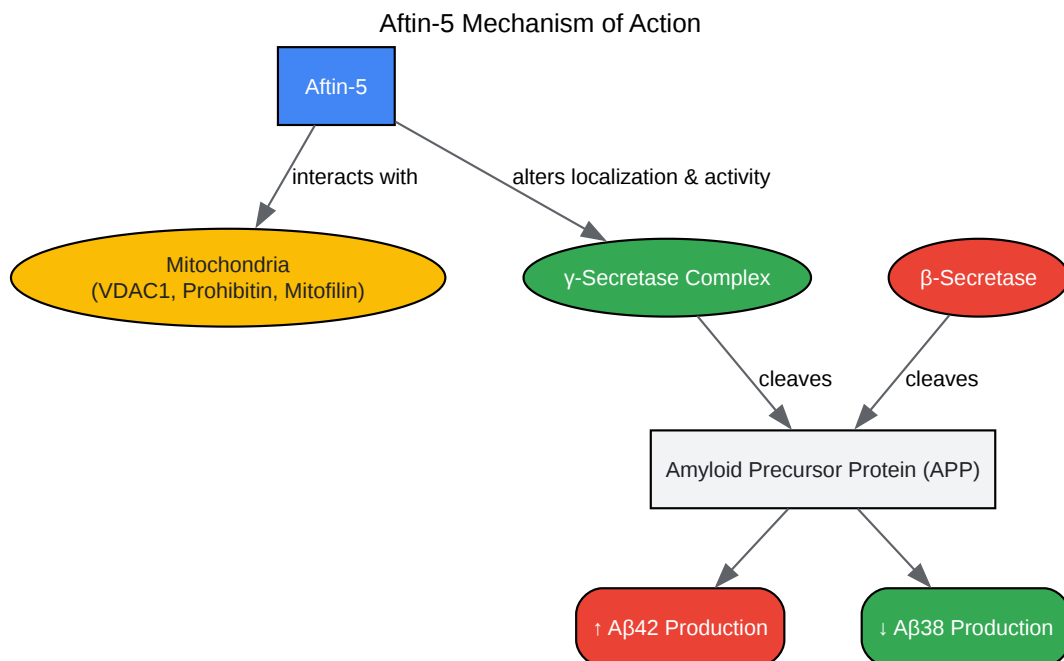 Aftin-5 Mechanism of Action
Aftin-5
interacts with
alters localization & activity
Mitochondria
(VDAC1, Prohibitin, Mitofilin)
γ-Secretase Complex
β-Secretase
cleaves
cleaves
Amyloid Precursor Protein (APP)
↑ Aβ42 Production
↓ Aβ38 Production